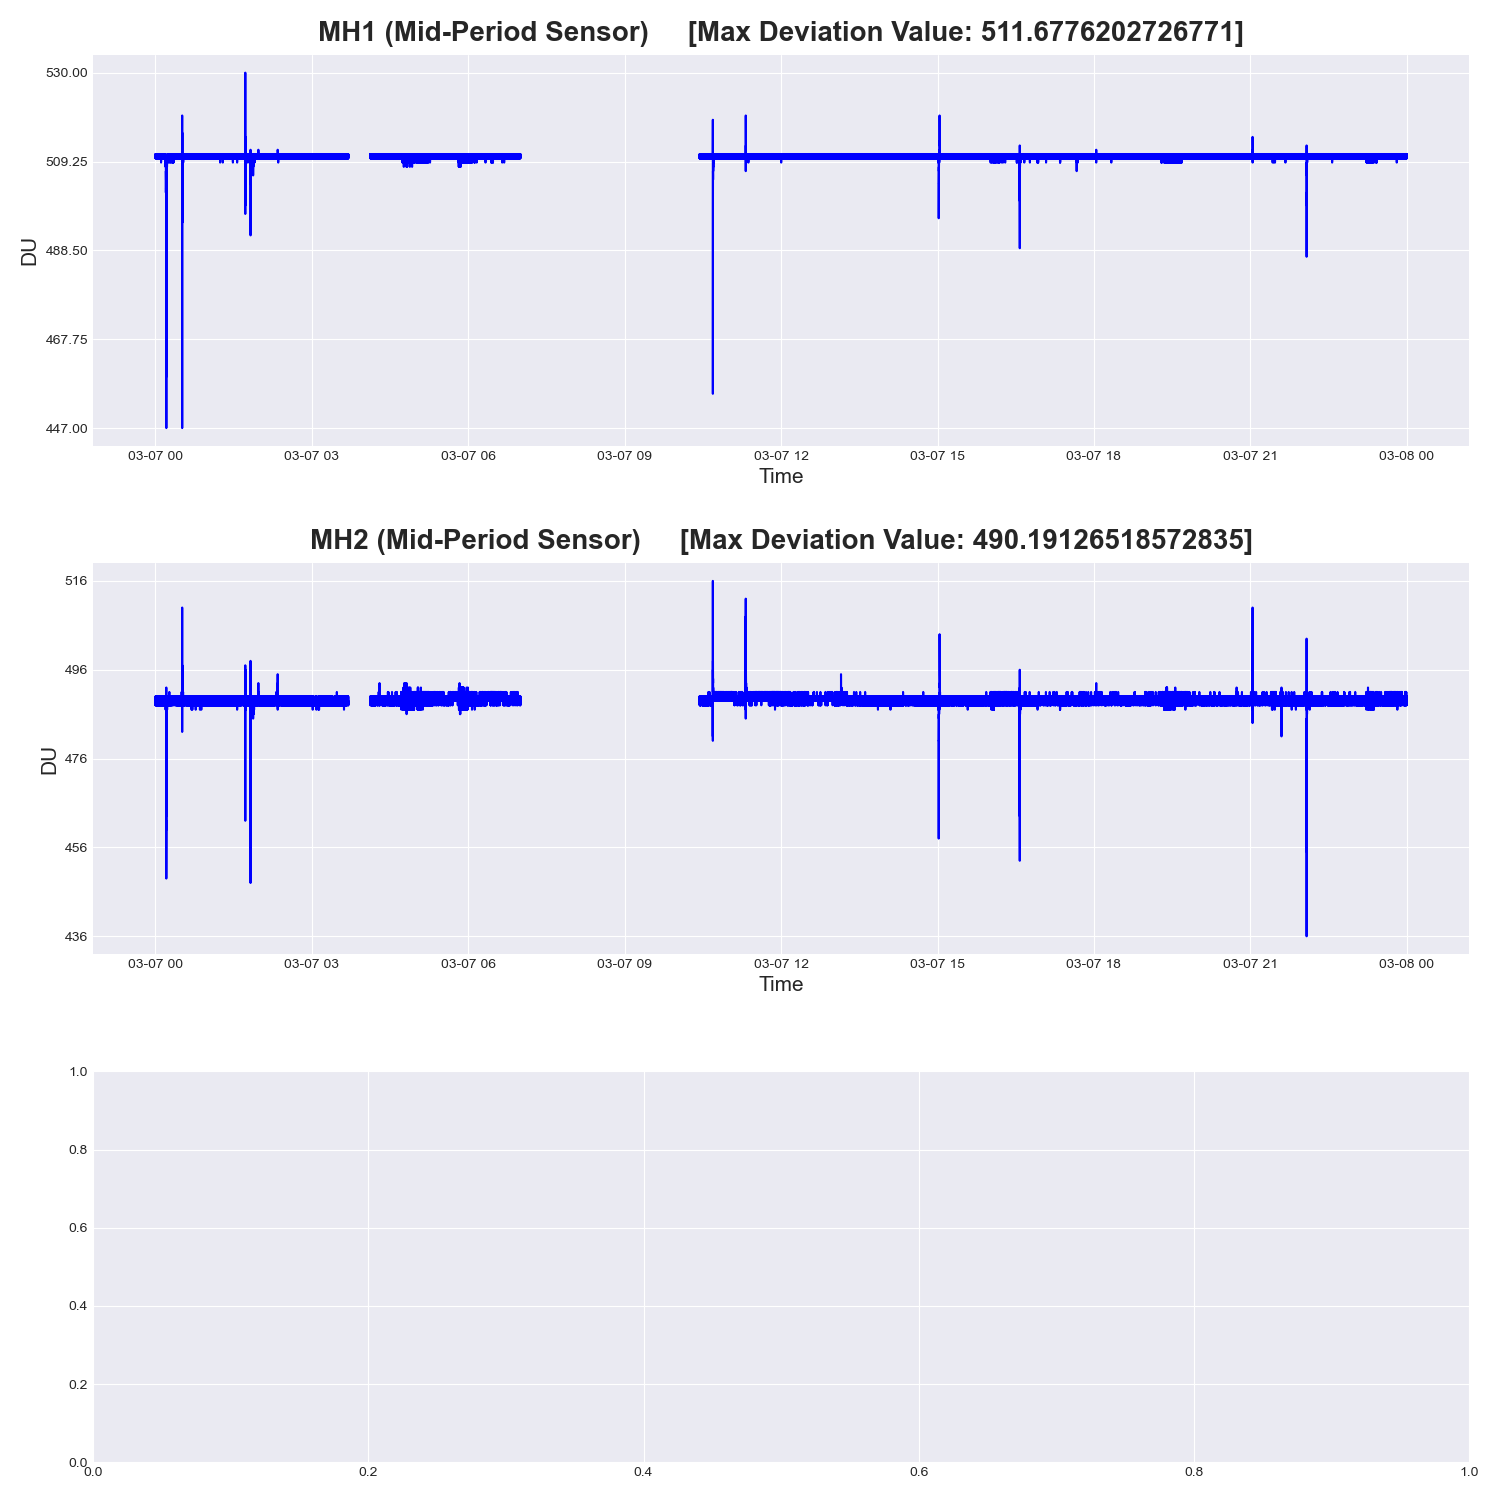 MH1 (Mid-Period Sensor) [Max Deviation Value: 511.6776202726771]
530.00
509.25
488.50
467.75
447.00
DU
03-07 00 03-07 03 03-07 06 03-07 09 03-07 12 03-07 15 03-07 18 03-07 21 03-08 00
Time
MH2 (Mid-Period Sensor) [Max Deviation Value: 490.19126518572835]
516
496
476
456
436
DU
03-07 00 03-07 03 03-07 06 03-07 09 03-07 12 03-07 15 03-07 18 03-07 21 03-08 00
Time
1.0
0.8
0.6
0.4
0.2
0.0
0.0 0.2 0.4 0.6 0.8 1.0